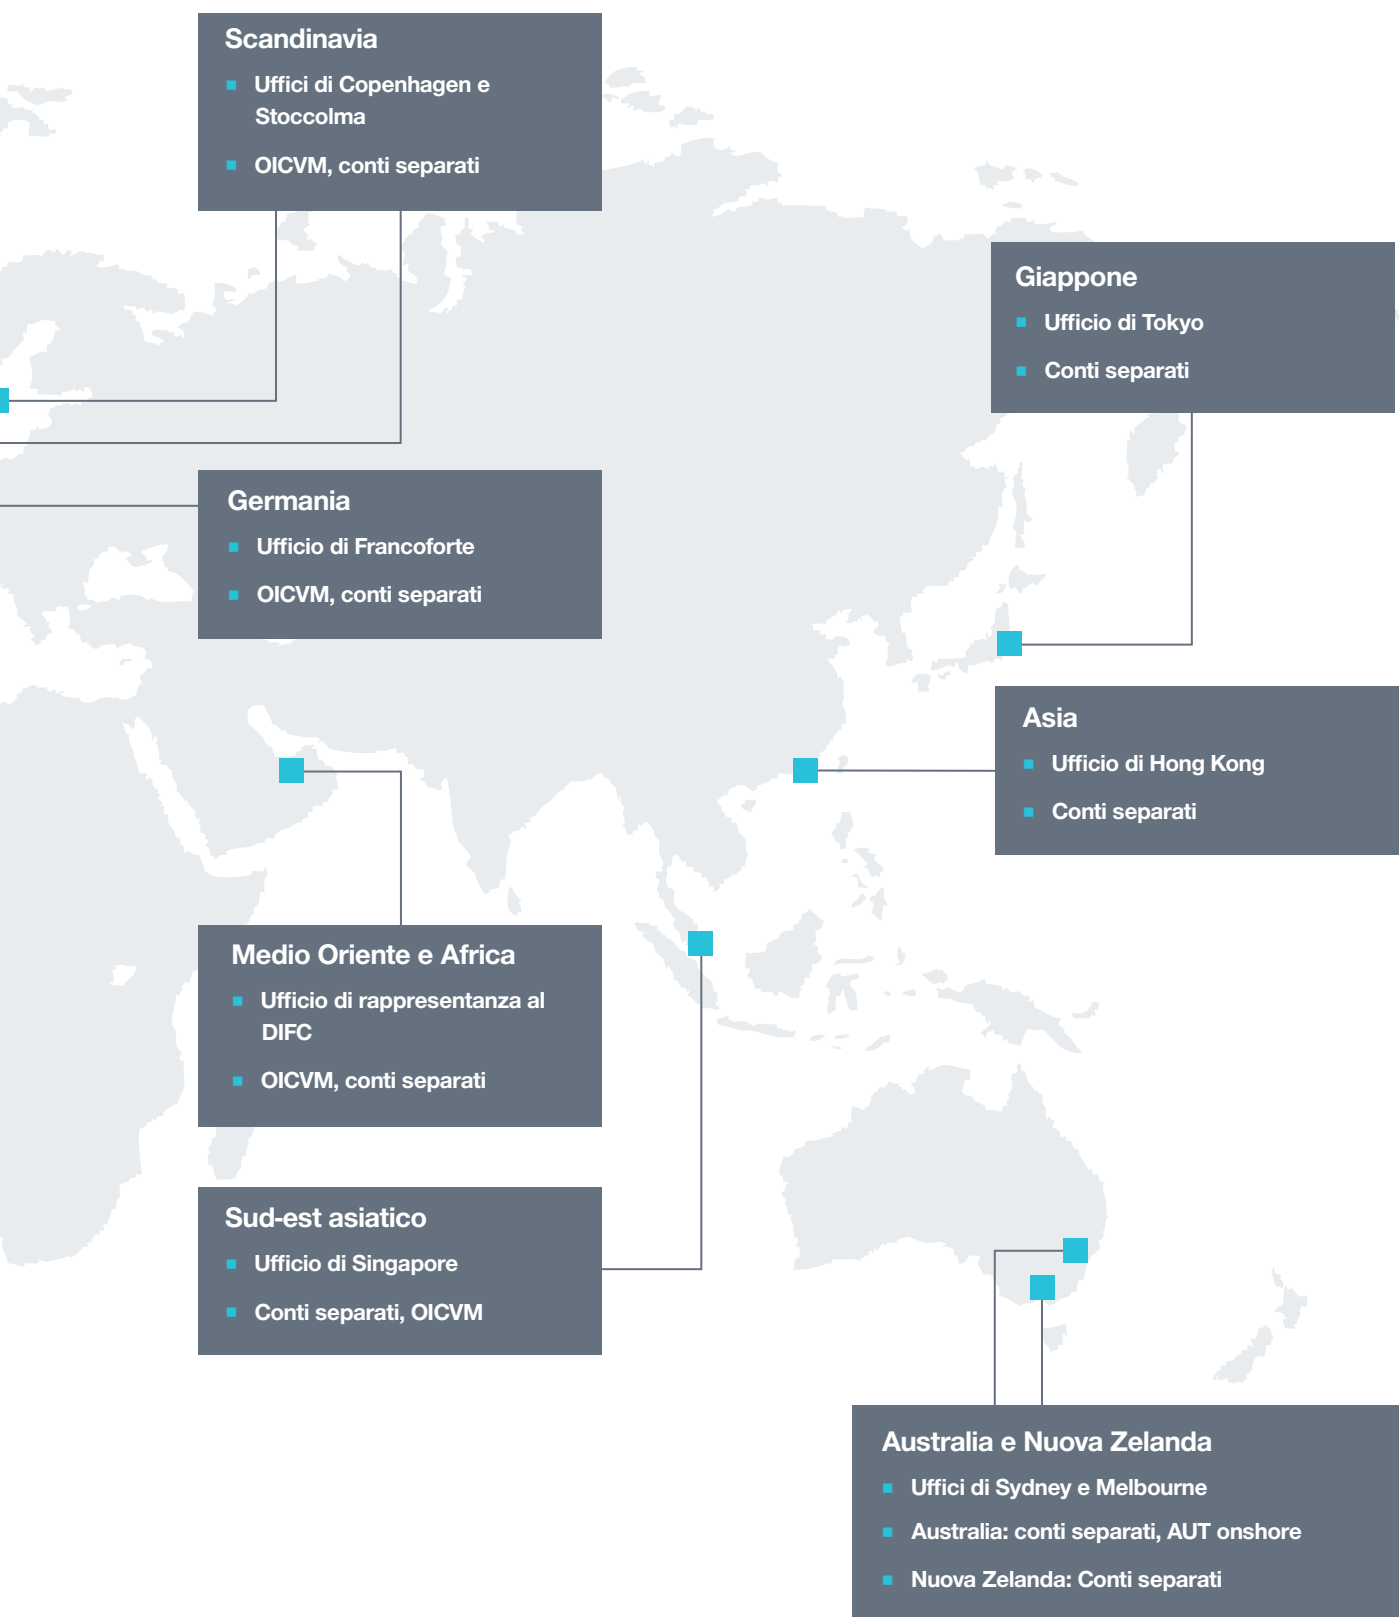 Scandinavia
Uffici di Copenhagen e
Stoccolma
OICVM, conti separati
Giappone
Ufficio di Tokyo
Conti separati
Germania
Ufficio di Francoforte
OICVM, conti separati
Asia
Ufficio di Hong Kong
Conti separati
Medio Oriente e Africa
Ufficio di rappresentanza al
DIFC
OICVM, conti separati
Sud-est asiatico
Ufficio di Singapore
Conti separati, OICVM
Australia e Nuova Zelanda
Uffici di Sydney e Melbourne
Australia: conti separati, AUT onshore
Nuova Zelanda: Conti separati